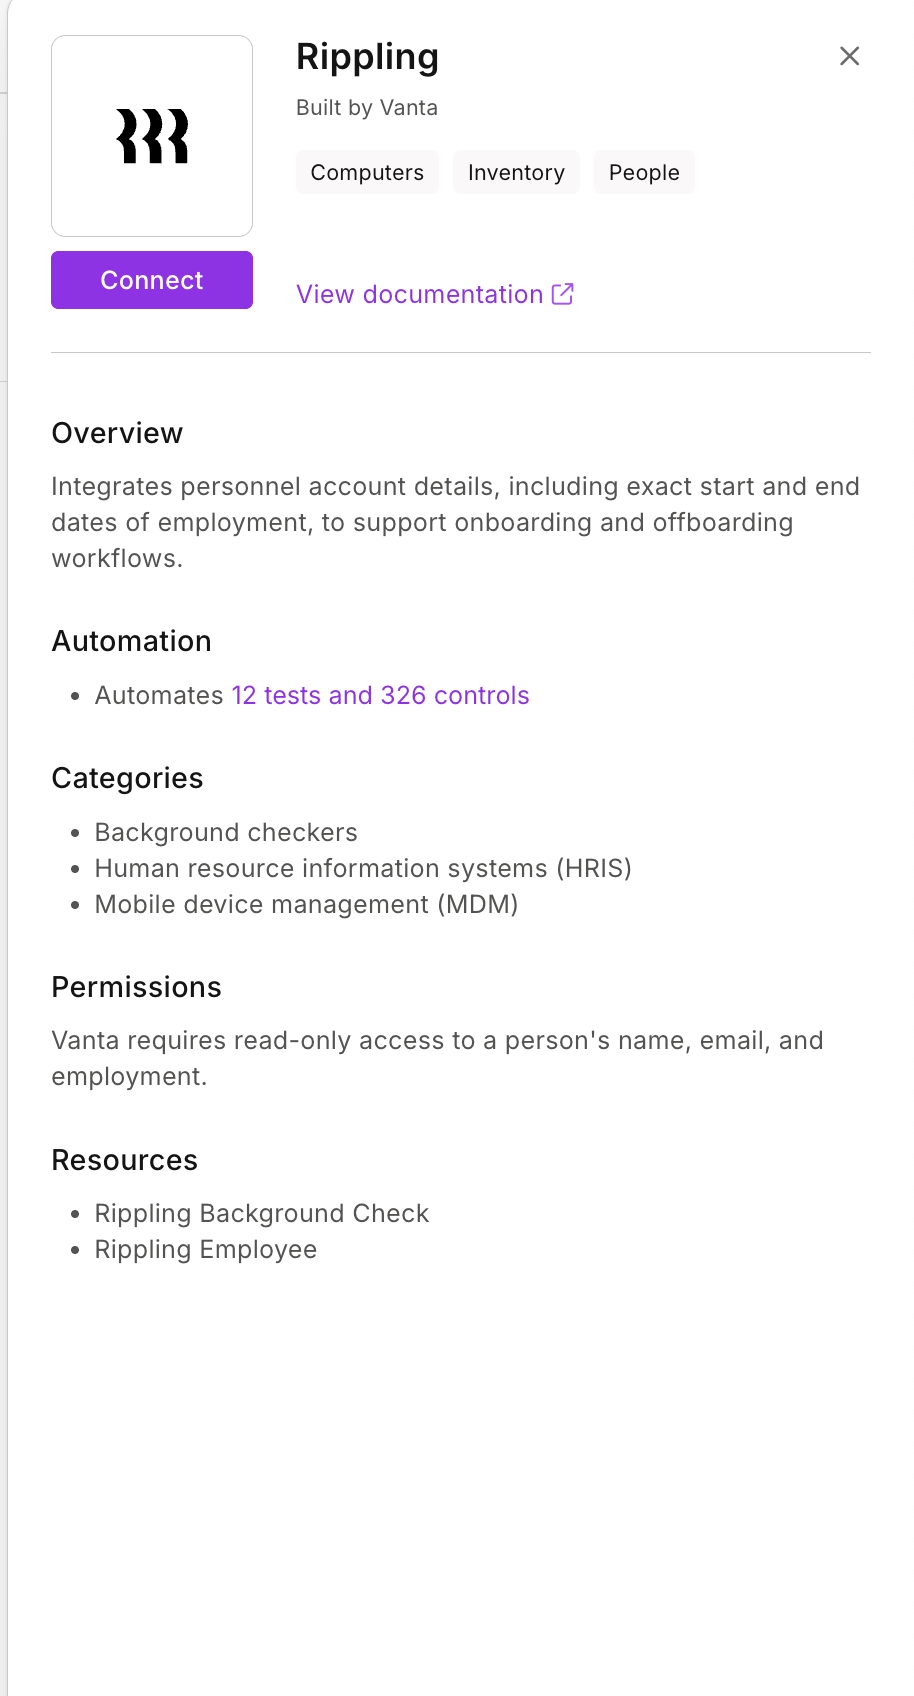 Rippling
Built by Vanta
Computers
Inventory
People
Connect
View documentation
Overview
Integrates personnel account details, including exact start and end
dates of employment, to support onboarding and offboarding
workflows.
Automation
Automates 12 tests and 326 controls
Categories
Background checkers
Human resource information systems (HRIS)
Mobile device management (MDM)
Permissions
Vanta requires read-only access to a person's name, email, and
employment.
Resources
Rippling Background Check
Rippling Employee